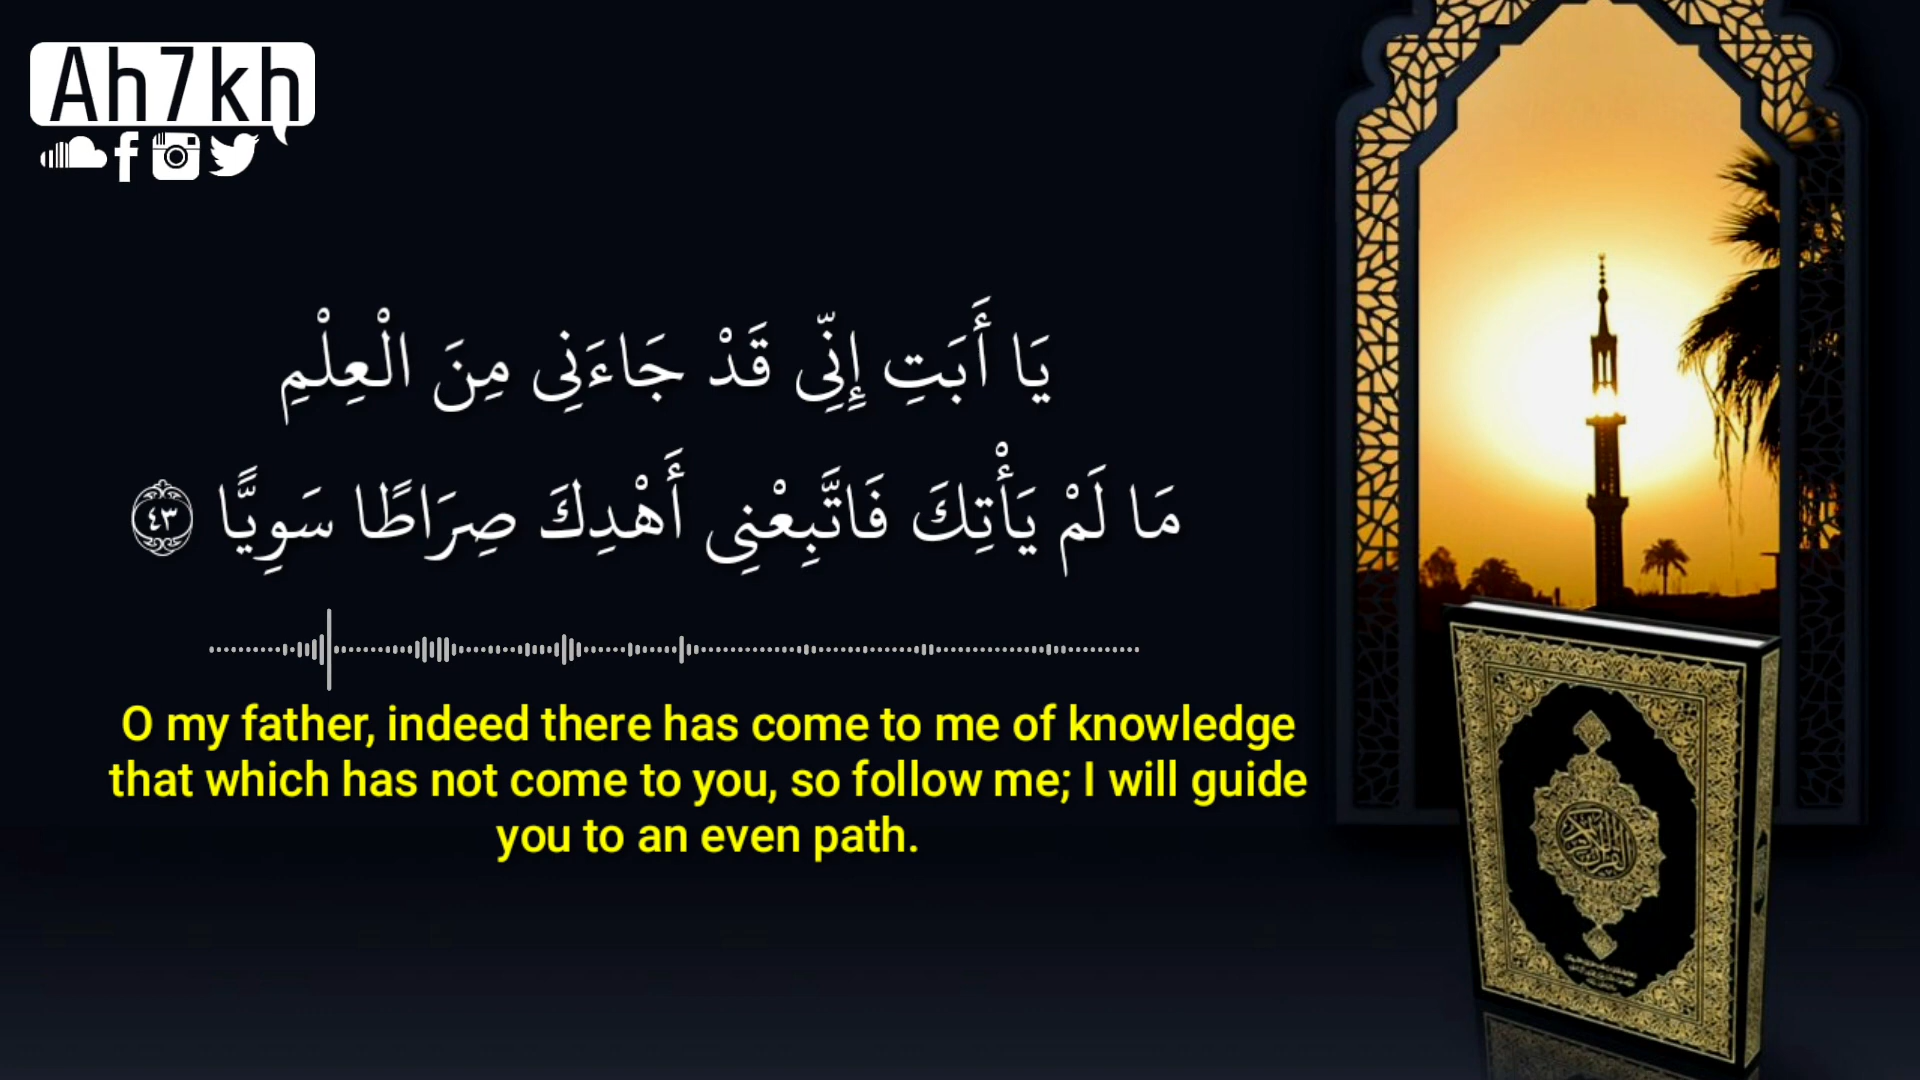 Ah7kh
يَا أَبَتِ إِنِّى قَدْ جَاءَنِى مِنَ الْعِلْمِ
مَا لَمْ يَأْتِكَ فَاتَّبِعْنِى أَهْدِكَ صِرَاطًا سَوِيًّا ٤٣
O my father, indeed there has come to me of knowledge
that which has not come to you, so follow me; I will guide
you to an even path.